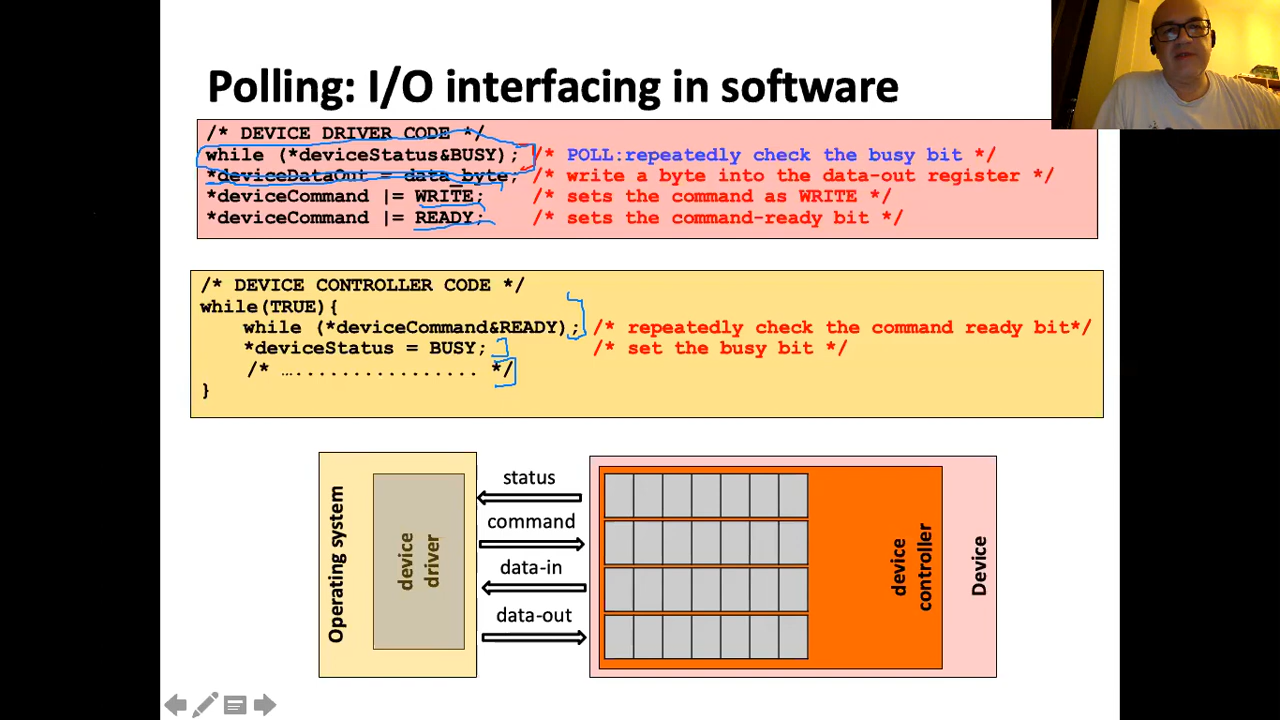 Polling: I/O interfacing in software
/* DEVICE DRIVER CODE */
while (*deviceStatus&BUSY); /* POLL:repeatedly check the busy bit */
*deviceDataOut = data_byte; /* write a byte into the data-out register */
*deviceCommand |= WRITE; /* sets the command as WRITE */
*deviceCommand |= READY; /* sets the command-ready bit */
/* DEVICE CONTROLLER CODE */
while(TRUE){
while (*deviceCommand&READY); /* repeatedly check the command ready bit*/
*deviceStatus = BUSY; /* set the busy bit */
/* …................ */
}
Operating system
device
driver
status
command
data-in
data-out
device
controller
Device